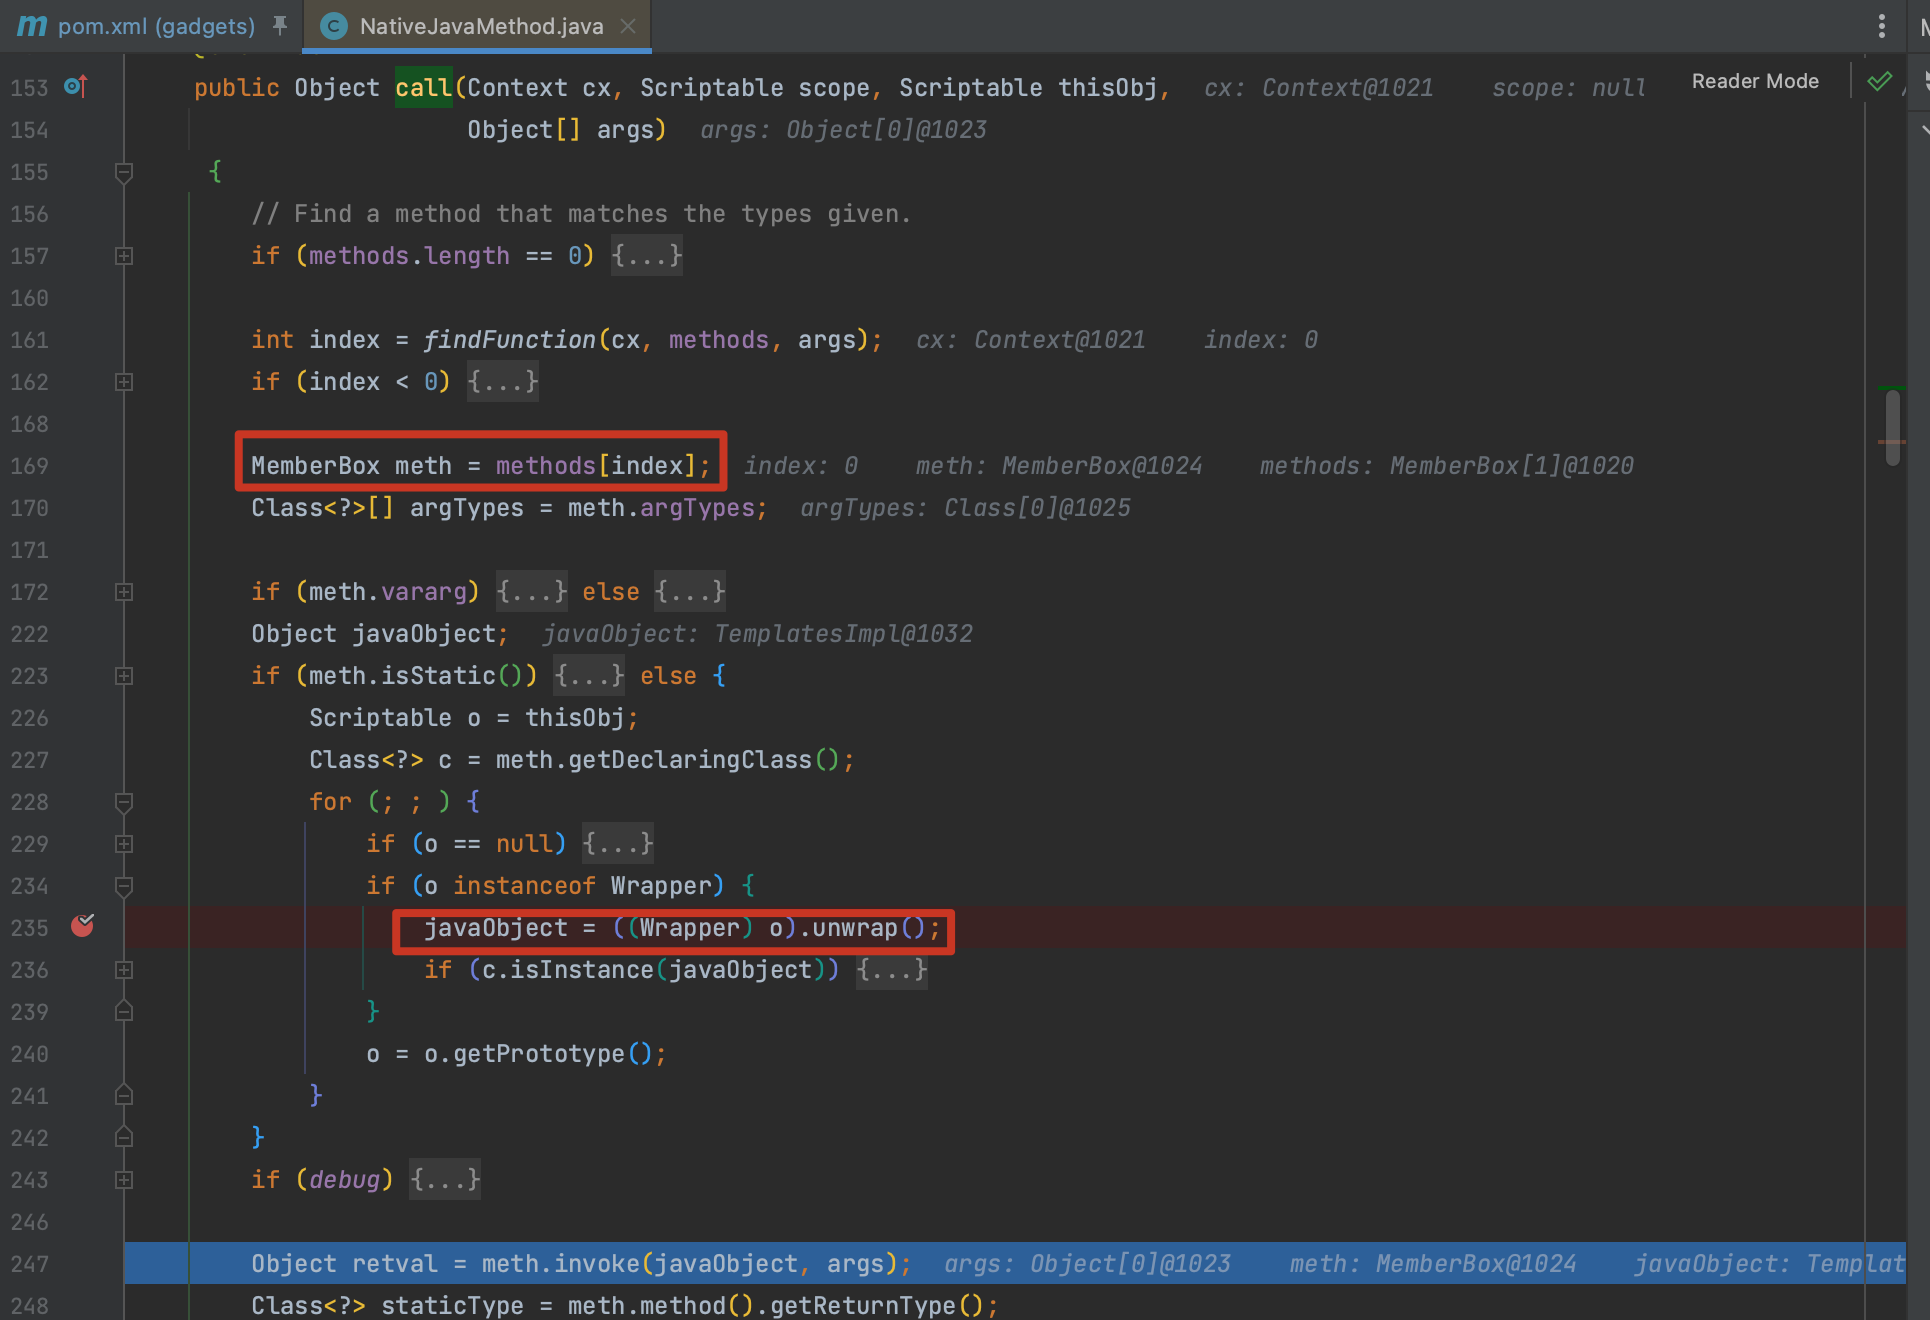 m pom.xml (gadgets) C NativeJavaMethod.java
153 public Object call(Context cx, Scriptable scope, Scriptable thisObj, cx: Context@1021 scope: null Reader Mode
154 Object[] args) args: Object[0]@1023
155 {
156 // Find a method that matches the types given.
157 if (methods.length == 0) {...}
160
161 int index = findFunction(cx, methods, args); cx: Context@1021 index: 0
162 if (index < 0) {...}
168
169 MemberBox meth = methods[index]; index: 0 meth: MemberBox@1024 methods: MemberBox[1]@1020
170 Class<?>[] argTypes = meth.argTypes; argTypes: Class[0]@1025
171
172 if (meth.vararg) {...} else {...}
222 Object javaObject; javaObject: TemplatesImpl@1032
223 if (meth.isStatic()) {...} else {
226 Scriptable o = thisObj;
227 Class<?> c = meth.getDeclaringClass();
228 for (; ; ) {
229 if (o == null) {...}
234 if (o instanceof Wrapper) {
235 javaObject = ((Wrapper) o).unwrap();
236 if (c.isInstance(javaObject)) {...}
239 }
240 o = o.getPrototype();
241 }
242 }
243 if (debug) {...}
246
247 Object retval = meth.invoke(javaObject, args); args: Object[0]@1023 meth: MemberBox@1024 javaObject: Templat
248 Class<?> staticType = meth.method().getReturnType();